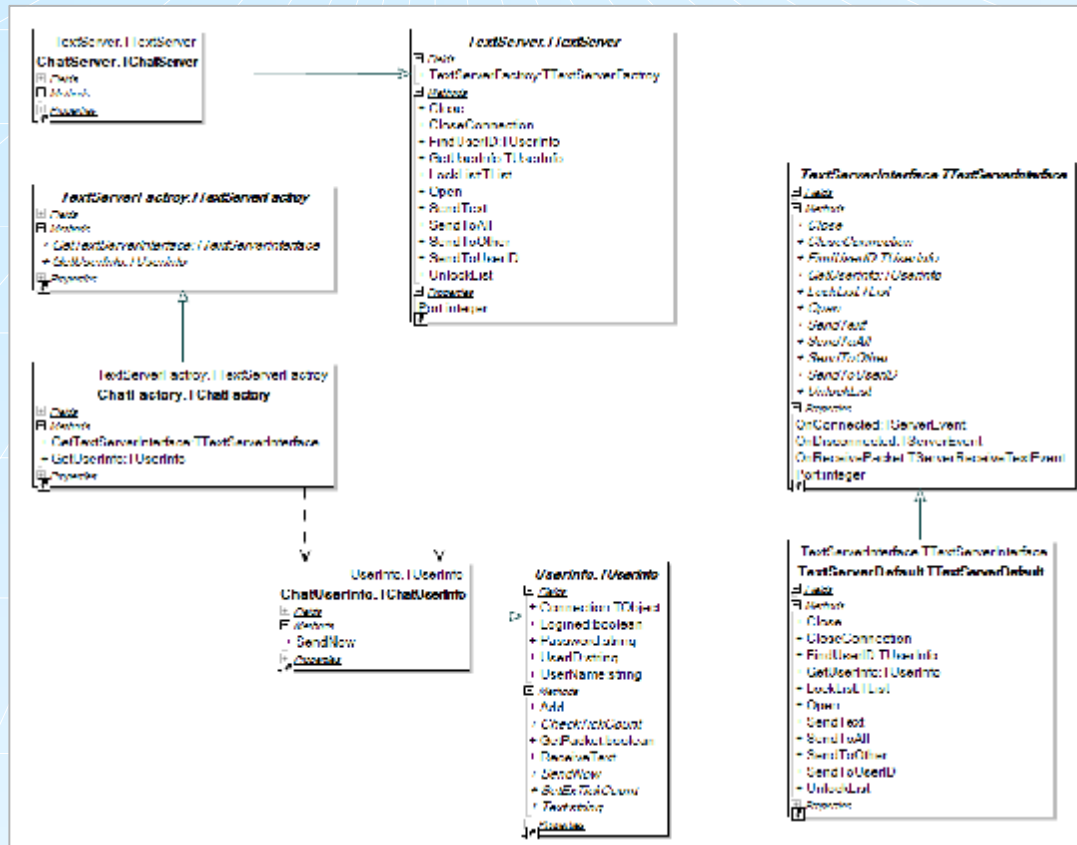 TextServer.TTextServer
ChatServer.TChatServer
Fields
Methods
Properties
TextServer.TTextServer
Fields
TextServerFactroy:TTextServerFactroy
Methods
+ Close
CloseConnection
+ FindUserID:TUserInfo
+ GetUserInfo:TUserInfo
+ LockList:TList
+ Open
+ SendText
SendToAll
+ SendToOther
+ SendToUserID
UnlockList
Properties
Port:integer
TextServerFactroy.TTextServerFactroy
Fields
Methods
+ GetTextServerInterface:TTextServerInterface
+ GetUserInfo:TUserInfo
Properties
TextServerFactroy.TTextServerFactroy
ChatFactory.TChatFactory
Fields
Methods
GetTextServerInterface:TTextServerInterface
GetUserInfo:TUserInfo
Properties
UserInfo.TUserInfo
ChatUserInfo.TChatUserInfo
Fields
Methods
+ SendNow
Properties
UserInfo.TUserInfo
Fields
+ Connection:TObject
+ Logined:boolean
+ Password:string
+ UserID:string
+ UserName:string
Methods
+ Add
+ CheckTickCount
+ GetPacket:boolean
+ ReceiveText
+ SendNow
+ SetExTickCount
+ Text:string
Properties
TextServerInterface.TTextServerInterface
Fields
Methods
+ Close
+ CloseConnection
+ FindUserID:TUserInfo
+ GetUserInfo:TUserInfo
+ LockList:TList
+ Open
+ SendText
+ SendToAll
+ SendToOther
+ SendToUserID
+ UnlockList
Properties
OnConnected:TServerEvent
OnDisconnected:TServerEvent
OnReceivePacket:TServerReceiveTextEvent
Port:integer
TextServerInterface.TTextServerInterface
TextServerDefault.TTextServerDefault
Fields
Methods
Close
+ CloseConnection
+ FindUserID:TUserInfo
GetUserInfo:TUserInfo
+ LockList:TList
+ Open
SendText
+ SendToAll
+ SendToOther
SendToUserID
+ UnlockList
Properties